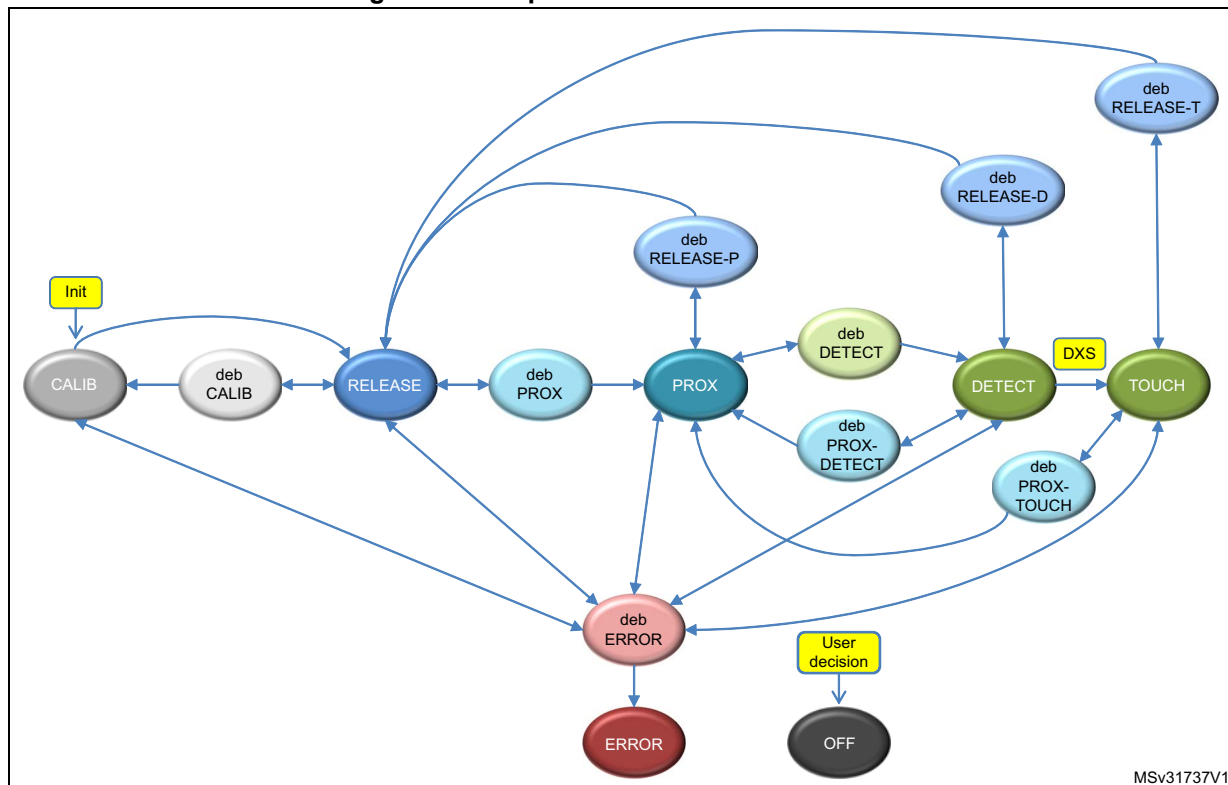 deb
RELEASE-T
deb
RELEASE-D
deb
RELEASE-P
Init
deb
DETECT
DXS
CALIB
deb
CALIB
RELEASE
deb
PROX
PROX
DETECT
TOUCH
deb
PROX-
DETECT
deb
PROX-
TOUCH
deb
ERROR
User
decision
ERROR
OFF
MSv31737V1